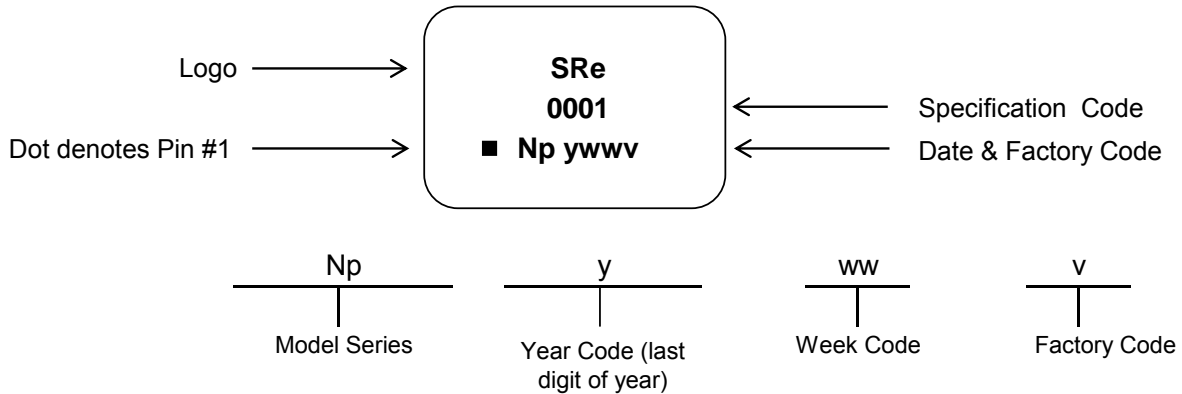 Logo
SRe
0001
Specification Code
Dot denotes Pin #1
■ Np ywwv
Date & Factory Code
Np
y
ww
v
Model Series
Year Code (last
digit of year)
Week Code
Factory Code